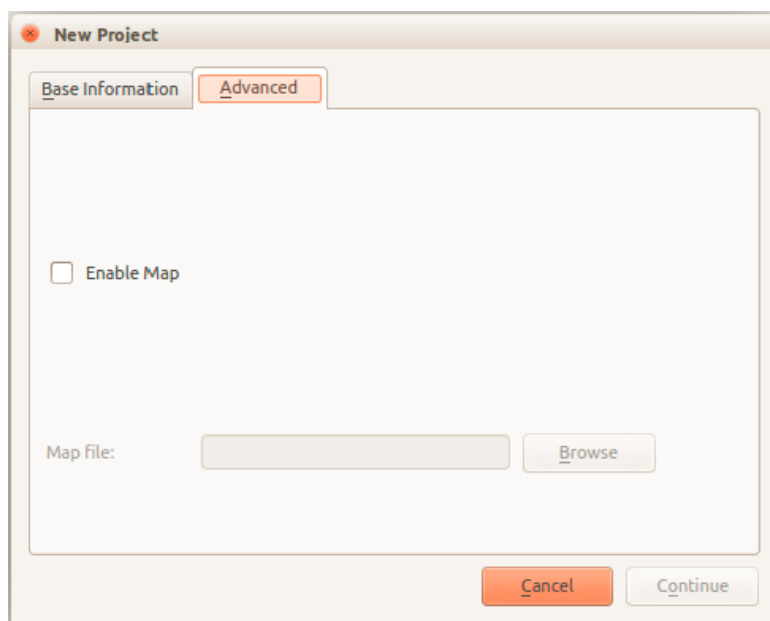 New Project
Base Information Advanced
Enable Map
Map file: Browse
Cancel Continue